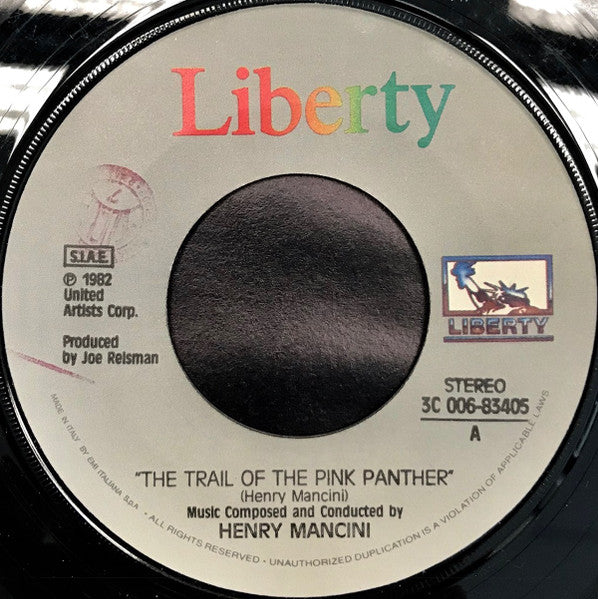 Liberty
S.I.A.E.
℗ 1982
United
Artists Corp.
Produced
by Joe Reisman
LIBERTY
STEREO
3C 006-83405
A
"THE TRAIL OF THE PINK PANTHER"
(Henry Mancini)
Music Composed and Conducted by
HENRY MANCINI
MADE IN ITALY BY EMI ITALIANA S.p.A. • ALL RIGHTS RESERVED • UNAUTHORIZED DUPLICATION IS A VIOLATION OF APPLICABLE LAWS